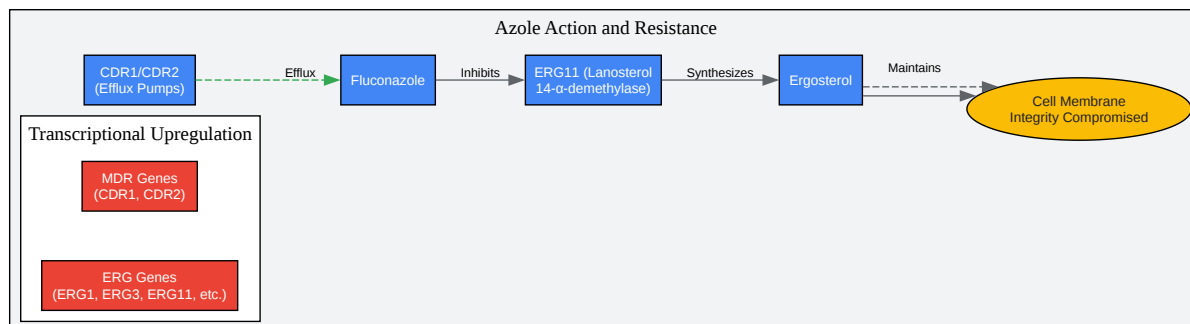 Azole Action and Resistance
CDR1/CDR2
(Efflux Pumps)
Efflux
Fluconazole
Inhibits
ERG11 (Lanosterol
14-α-demethylase)
Synthesizes
Ergosterol
Maintains
Cell Membrane
Integrity Compromised
Transcriptional Upregulation
MDR Genes
(CDR1, CDR2)
ERG Genes
(ERG1, ERG3, ERG11, etc.)